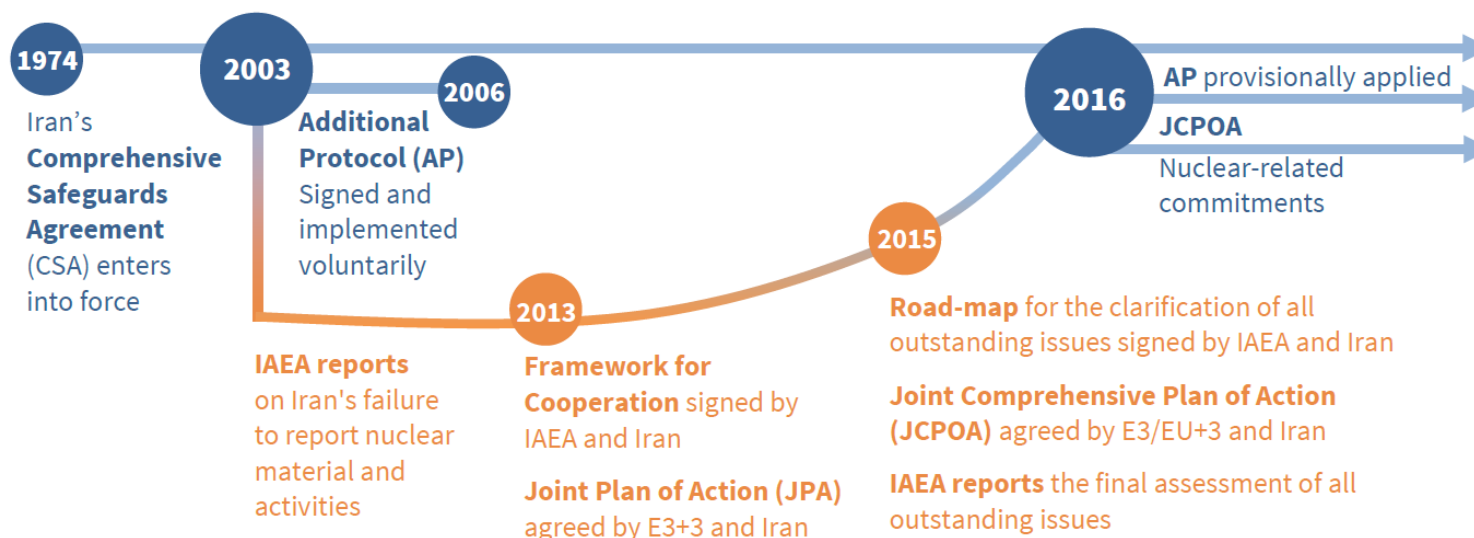 1974
Iran's
Comprehensive
Safeguards
Agreement
(CSA) enters
into force
2003
2006
Additional
Protocol (AP)
Signed and
implemented
voluntarily
IAEA reports
on Iran's failure
to report nuclear
material and
activities
2013
Framework for
Cooperation signed by
IAEA and Iran
Joint Plan of Action (JPA)
agreed by E3+3 and Iran
2015
Road-map for the clarification of all
outstanding issues signed by IAEA and Iran
Joint Comprehensive Plan of Action
(JCPOA) agreed by E3/EU+3 and Iran
IAEA reports the final assessment of all
outstanding issues
2016
AP provisionally applied
JCPOA
Nuclear-related
commitments